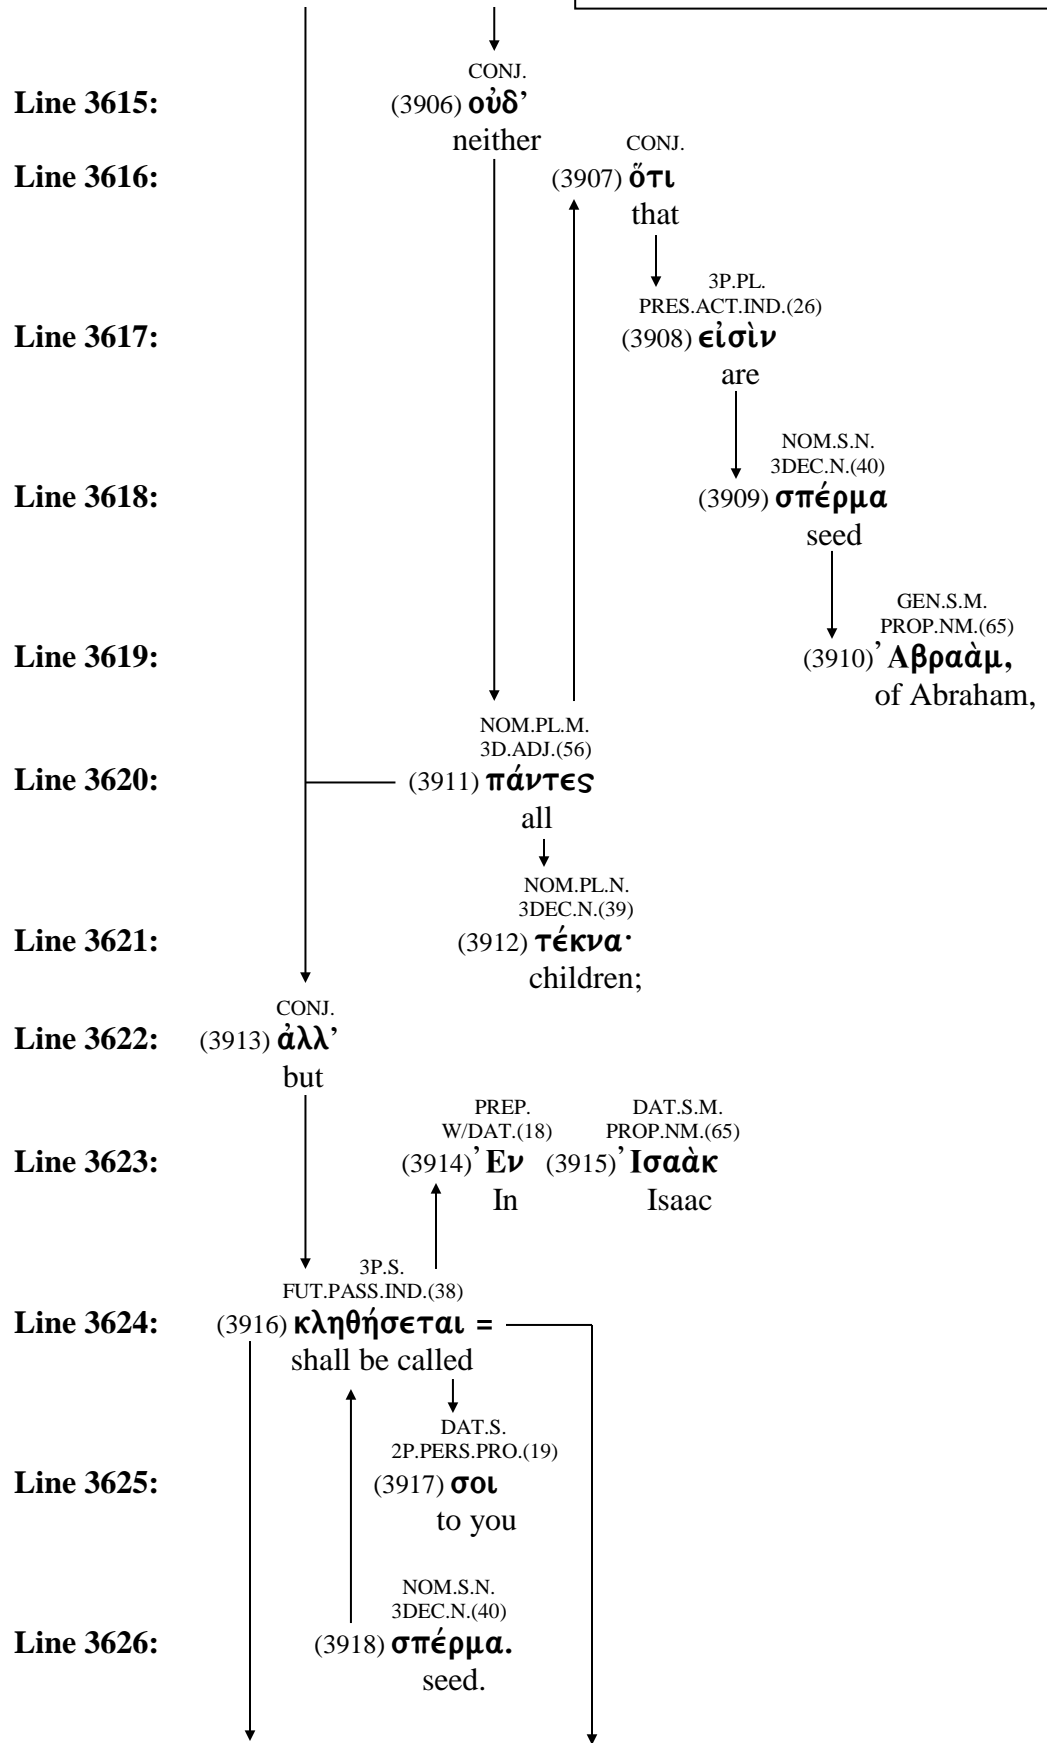 CONJ.
Line 3615: (3906) οὐδ’
neither
CONJ.
Line 3616: (3907) ὅτι
that
3P.PL.
PRES.ACT.IND.(26)
Line 3617: (3908) εἰσὶν
are
NOM.S.N.
3DEC.N.(40)
Line 3618: (3909) σπέρμα
seed
GEN.S.M.
PROP.NM.(65)
Line 3619: (3910) ’Αβραὰμ,
of Abraham,
NOM.PL.M.
3D.ADJ.(56)
Line 3620: (3911) πάντες
all
NOM.PL.N.
3DEC.N.(39)
Line 3621: (3912) τέκνα·
children;
CONJ.
Line 3622: (3913) ἀλλ’
but
PREP. DAT.S.M.
W/DAT.(18) PROP.NM.(65)
Line 3623: (3914) ’Εν (3915) ’Ισαὰκ
In Isaac
3P.S.
FUT.PASS.IND.(38)
Line 3624: (3916) κληθήσεται =
shall be called
DAT.S.
2P.PERS.PRO.(19)
Line 3625: (3917) σοι
to you
NOM.S.N.
3DEC.N.(40)
Line 3626: (3918) σπέρμα.
seed.